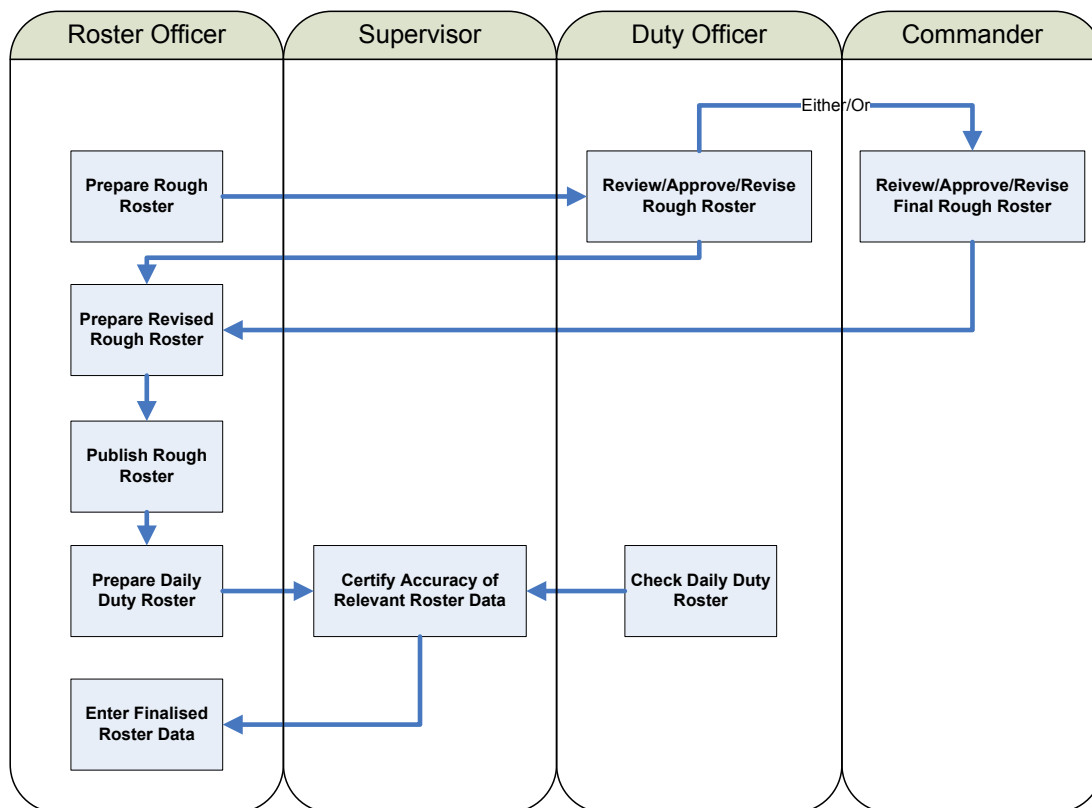 Roster Officer
Supervisor
Duty Officer
Commander
Either/Or
Prepare Rough
Roster
Review/Approve/Revise
Rough Roster
Reivew/Approve/Revise
Final Rough Roster
Prepare Revised
Rough Roster
Publish Rough
Roster
Prepare Daily
Duty Roster
Certify Accuracy of
Relevant Roster Data
Check Daily Duty
Roster
Enter Finalised
Roster Data